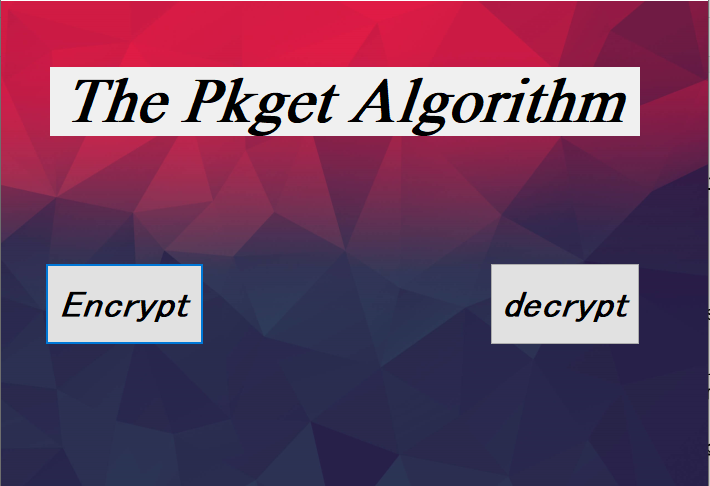 The Pkget Algorithm
Encrypt
decrypt